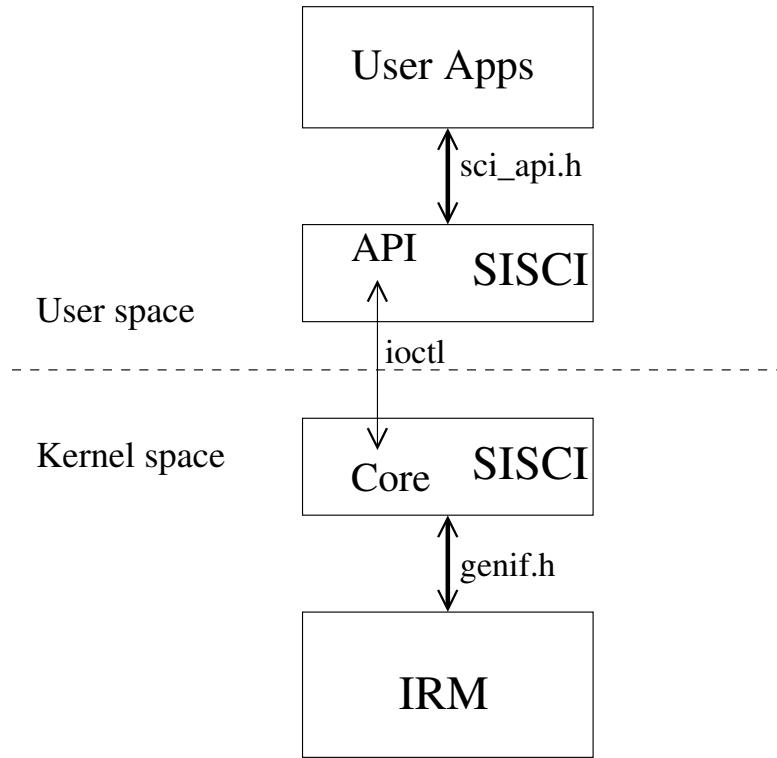 User Apps
sci_api.h
API
SISCI
User space
ioctl
Kernel space
SISCI
Core
genif.h
IRM